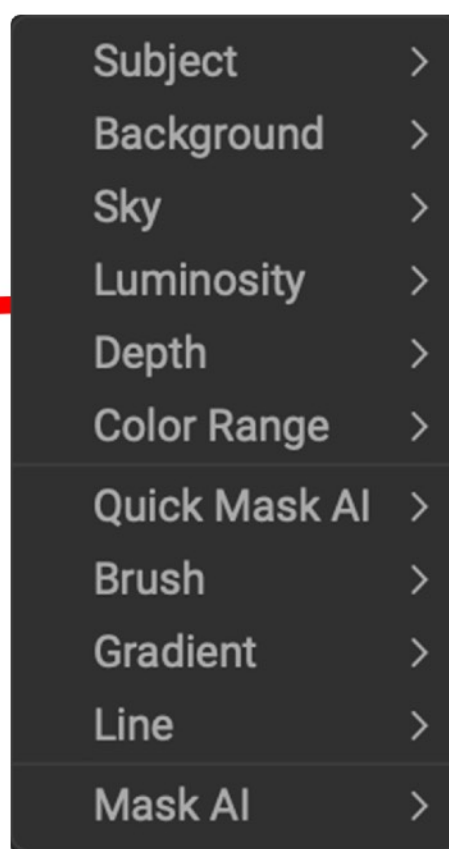 Subject
Background
Sky
Luminosity
Depth
Color Range
Quick Mask AI
Brush
Gradient
Line
Mask AI